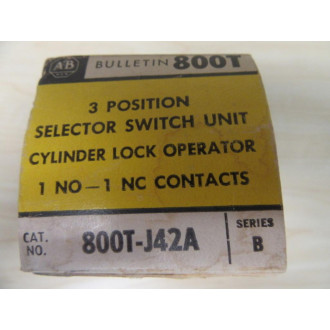 AB BULLETIN 800T
3 POSITION
SELECTOR SWITCH UNIT
CYLINDER LOCK OPERATOR
1 NO—1 NC CONTACTS
CAT. NO. 800T-J42A SERIES B